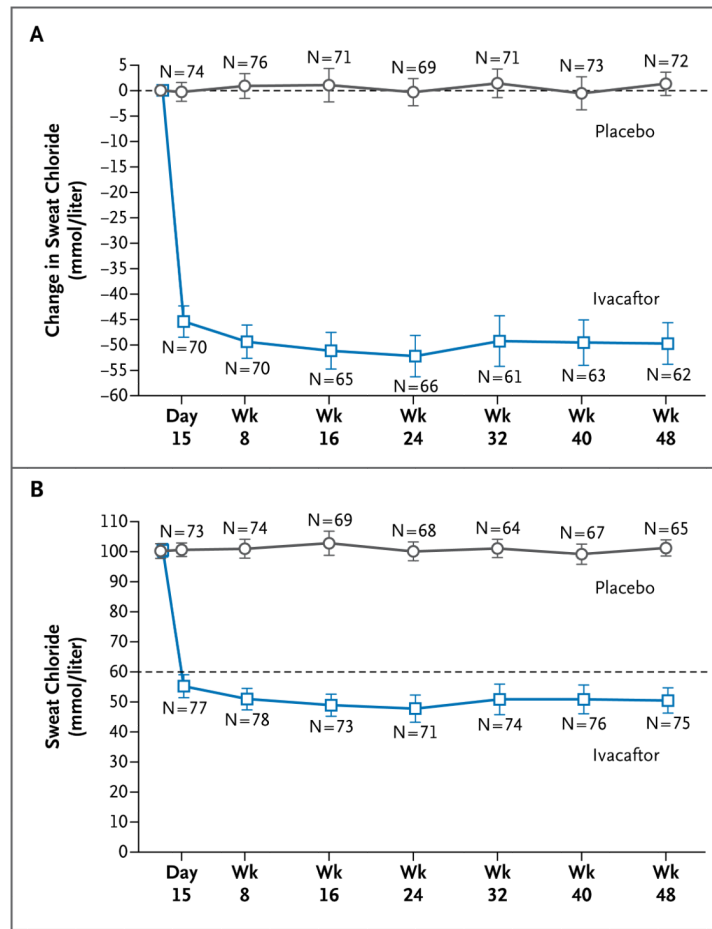 A
Change in Sweat Chloride
(mmol/liter)
5
0
−5
−10
−15
−20
−25
−30
−35
−40
−45
−50
−55
−60
N=74
N=76
N=71
N=69
N=71
N=73
N=72
Placebo
Ivacaftor
N=70
N=70
N=65
N=66
N=61
N=63
N=62
Day Wk Wk Wk Wk Wk Wk
15 8 16 24 32 40 48
B
Sweat Chloride
(mmol/liter)
110
100
90
80
70
60
50
40
30
20
10
0
N=73
N=74
N=69
N=68
N=64
N=67
N=65
Placebo
N=77
N=78
N=73
N=71
N=74
N=76
N=75
Ivacaftor
Day Wk Wk Wk Wk Wk Wk
15 8 16 24 32 40 48